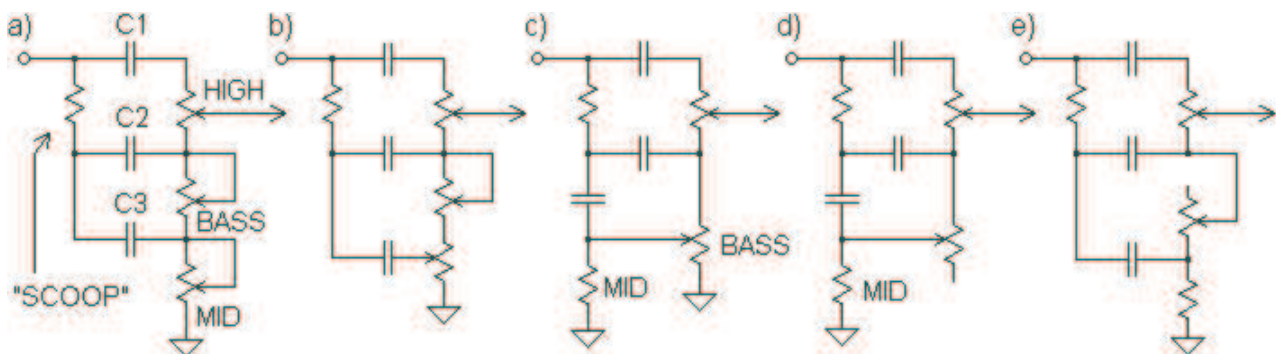 a) C1 b) c) d) e)
HIGH
C2
C3
BASS
BASS
"SCOOP"
MID
MID
MID